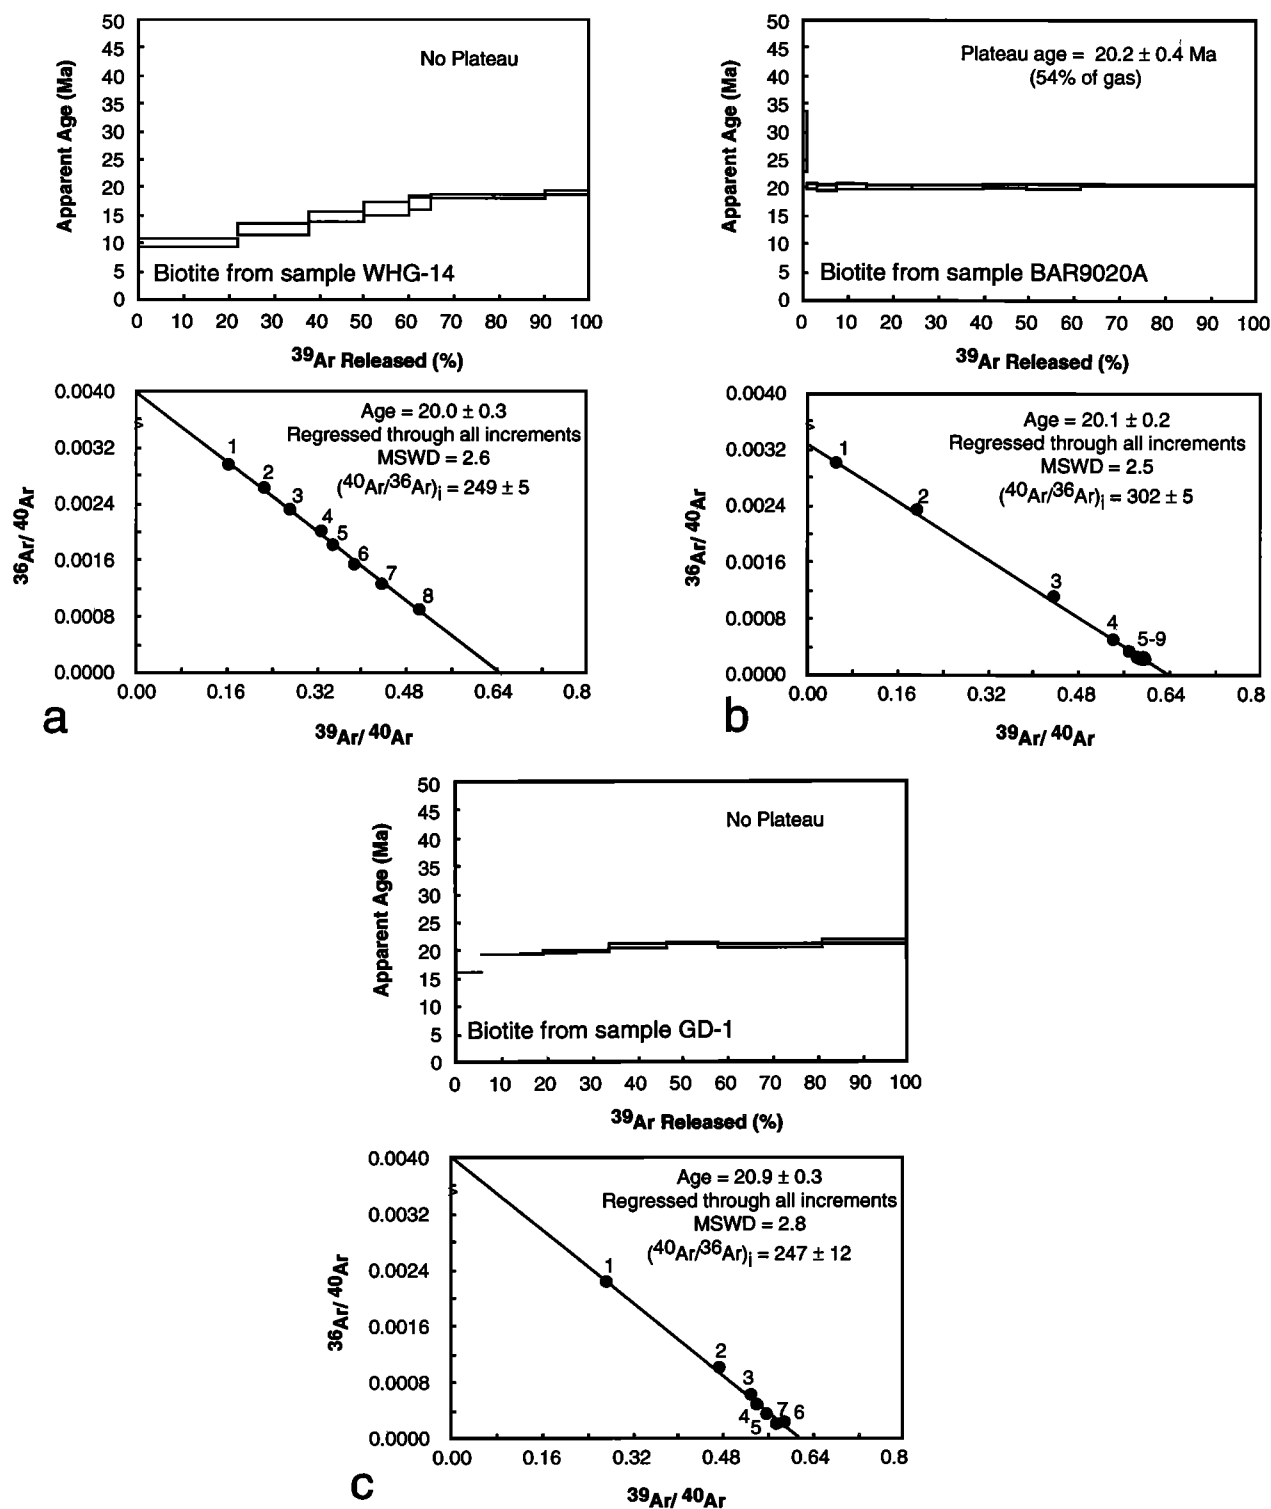 50
45
40
35
30
25
20
15
10
5
0
Apparent Age (Ma)
No Plateau
Biotite from sample WHG-14
0 10 20 30 40 50 60 70 80 90 100
39Ar Released (%)
50
45
40
35
30
25
20
15
10
5
0
Apparent Age (Ma)
Plateau age = 20.2 ± 0.4 Ma
(54% of gas)
Biotite from sample BAR9020A
0 10 20 30 40 50 60 70 80 90 100
39Ar Released (%)
0.0040
0.0032
0.0024
0.0016
0.0008
0.0000
36Ar/ 40Ar
Age = 20.0 ± 0.3
Regressed through all increments
MSWD = 2.6
(40Ar/36Ar)i = 249 ± 5
1
2
3
4
5
6
7
8
0.00 0.16 0.32 0.48 0.64 0.8
39Ar/ 40Ar
a
0.0040
0.0032
0.0024
0.0016
0.0008
0.0000
36Ar/ 40Ar
Age = 20.1 ± 0.2
Regressed through all increments
MSWD = 2.5
(40Ar/36Ar)i = 302 ± 5
1
2
3
4
5-9
0.00 0.16 0.32 0.48 0.64 0.8
39Ar/ 40Ar
b
50
45
40
35
30
25
20
15
10
5
0
Apparent Age (Ma)
No Plateau
Biotite from sample GD-1
0 10 20 30 40 50 60 70 80 90 100
39Ar Released (%)
0.0040
0.0032
0.0024
0.0016
0.0008
0.0000
36Ar/ 40Ar
Age = 20.9 ± 0.3
Regressed through all increments
MSWD = 2.8
(40Ar/36Ar)i = 247 ± 12
1
2
3
4
5
7 6
0.00 0.16 0.32 0.48 0.64 0.8
39Ar/ 40Ar
c